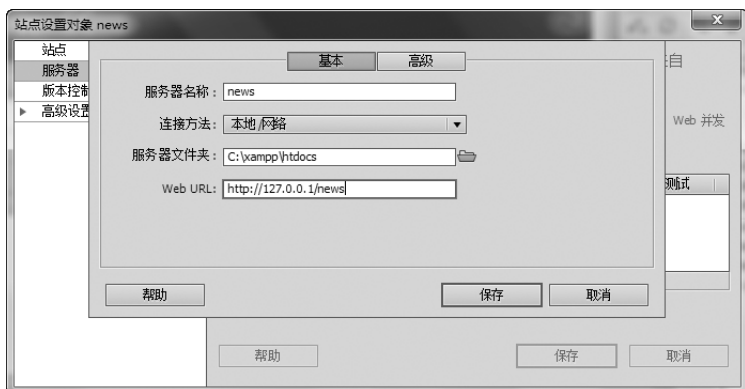 站点设置对象 news
站点
服务器
版本控制
高级设置
基本 高级
服务器名称： news
连接方法： 本地/网络
服务器文件夹： C:\xampp\htdocs
Web URL: http://127.0.0.1/news
帮助 保存 取消
自
Web 并发
测试
帮助 保存 取消